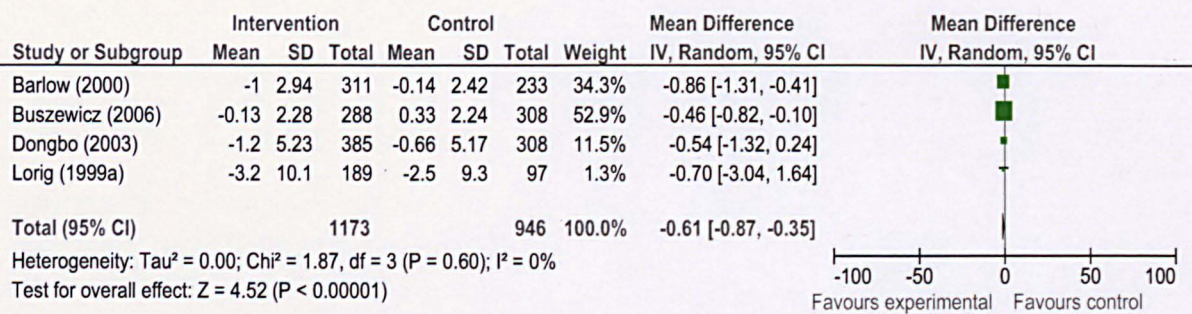 Intervention Control Mean Difference Mean Difference
Study or Subgroup Mean SD Total Mean SD Total Weight IV, Random, 95% CI IV, Random, 95% CI
Barlow (2000) -1 2.94 311 -0.14 2.42 233 34.3% -0.86 [-1.31, -0.41]
Buszewicz (2006) -0.13 2.28 288 0.33 2.24 308 52.9% -0.46 [-0.82, -0.10]
Dongbo (2003) -1.2 5.23 385 -0.66 5.17 308 11.5% -0.54 [-1.32, 0.24]
Lorig (1999a) -3.2 10.1 189 -2.5 9.3 97 1.3% -0.70 [-3.04, 1.64]
Total (95% CI) 1173 946 100.0% -0.61 [-0.87, -0.35]
Heterogeneity: Tau² = 0.00; Chi² = 1.87, df = 3 (P = 0.60); I² = 0%
Test for overall effect: Z = 4.52 (P < 0.00001)
-100 -50 0 50 100
Favours experimental Favours control